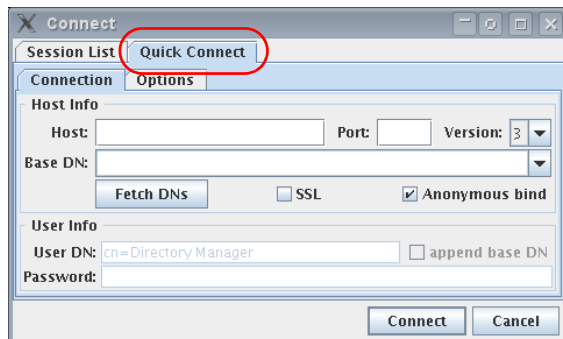 Connect
Session List Quick Connect
Connection Options
Host Info
Host: Port: Version: 3
Base DN:
Fetch DNs SSL Anonymous bind
User Info
User DN: cn=Directory Manager append base DN
Password:
Connect Cancel